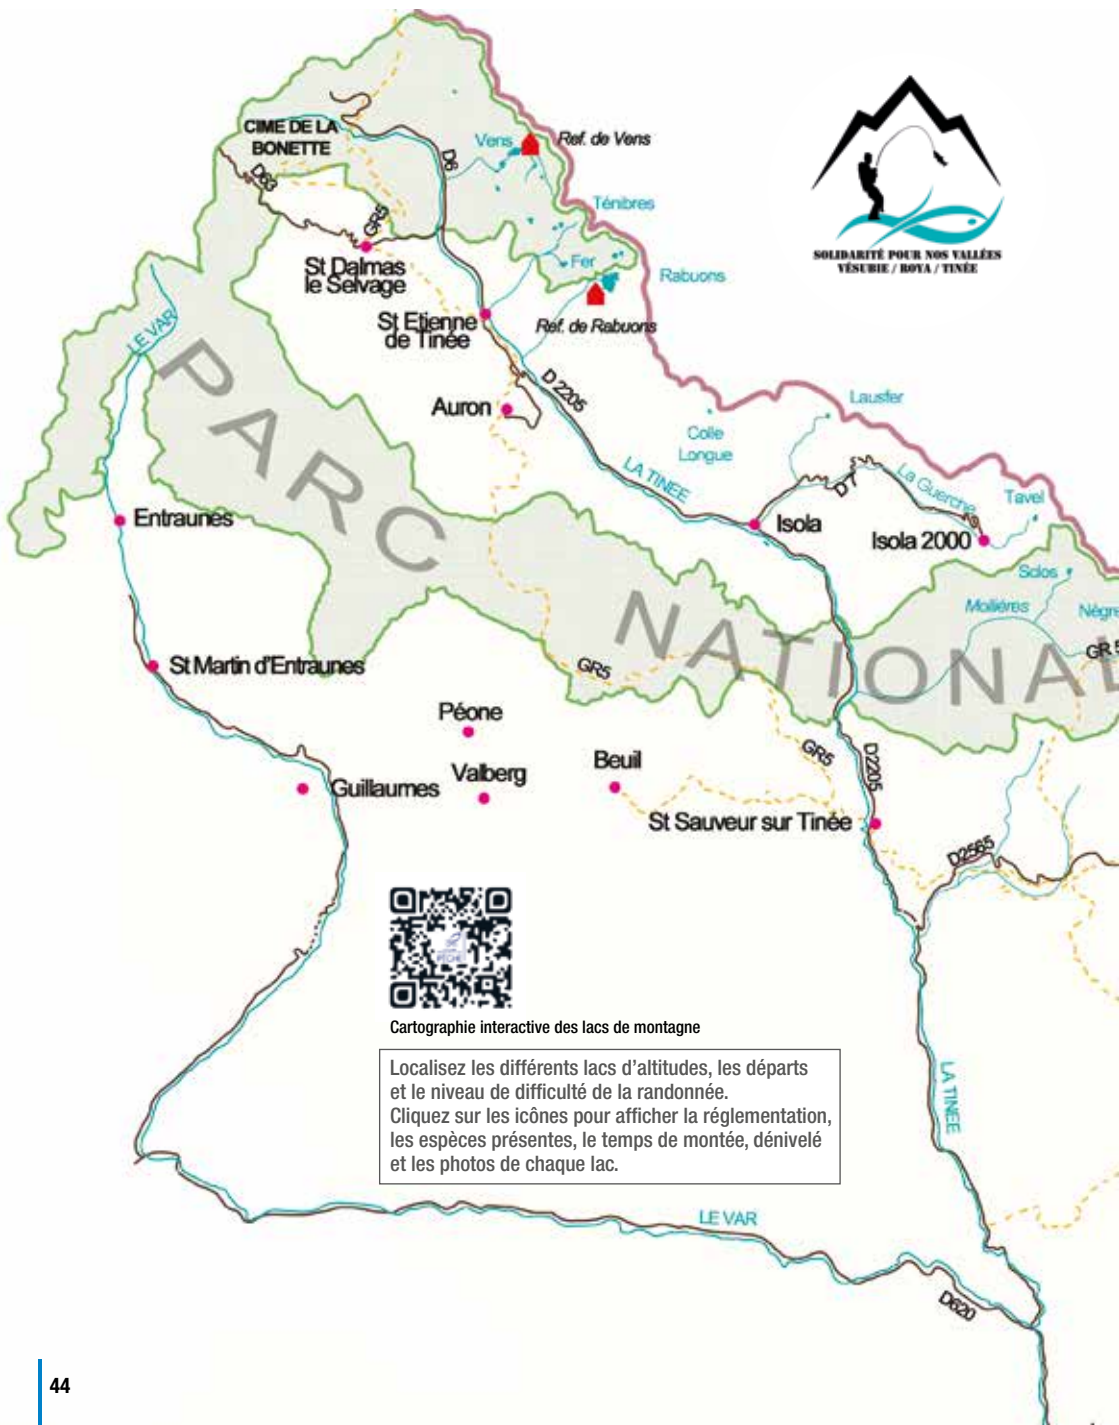 CIME DE LA
BONETTE
D63
GR5
D6
Vens
Ref. de Vens
Ténibres
Fer
Rabuons
Ref. de Rabuons
St Dalmas
le Selvage
St Etienne
de Tinée
Auron
D 2205
LE VAR
SOLIDARITÉ POUR NOS VALLÉES
VÉSUBIE / ROYA / TINÉE
PARC NATIONAL
Colle
Longue
Lausfer
LA TINEE
D 7
La Guerche
Tavel
Isola
Isola 2000
Entraunes
Sclos
Mollières
Nègre
GR 5
St Martin d'Entraunes
GR5
Péone
Valberg
Beuil
Guillaumes
GR5
D2205
St Sauveur sur Tinée
D2565
PÊCHE
Cartographie interactive des lacs de montagne
Localisez les différents lacs d'altitudes, les départs
et le niveau de difficulté de la randonnée.
Cliquez sur les icônes pour afficher la réglementation,
les espèces présentes, le temps de montée, dénivelé
et les photos de chaque lac.
LA TINEE
LE VAR
D620
44